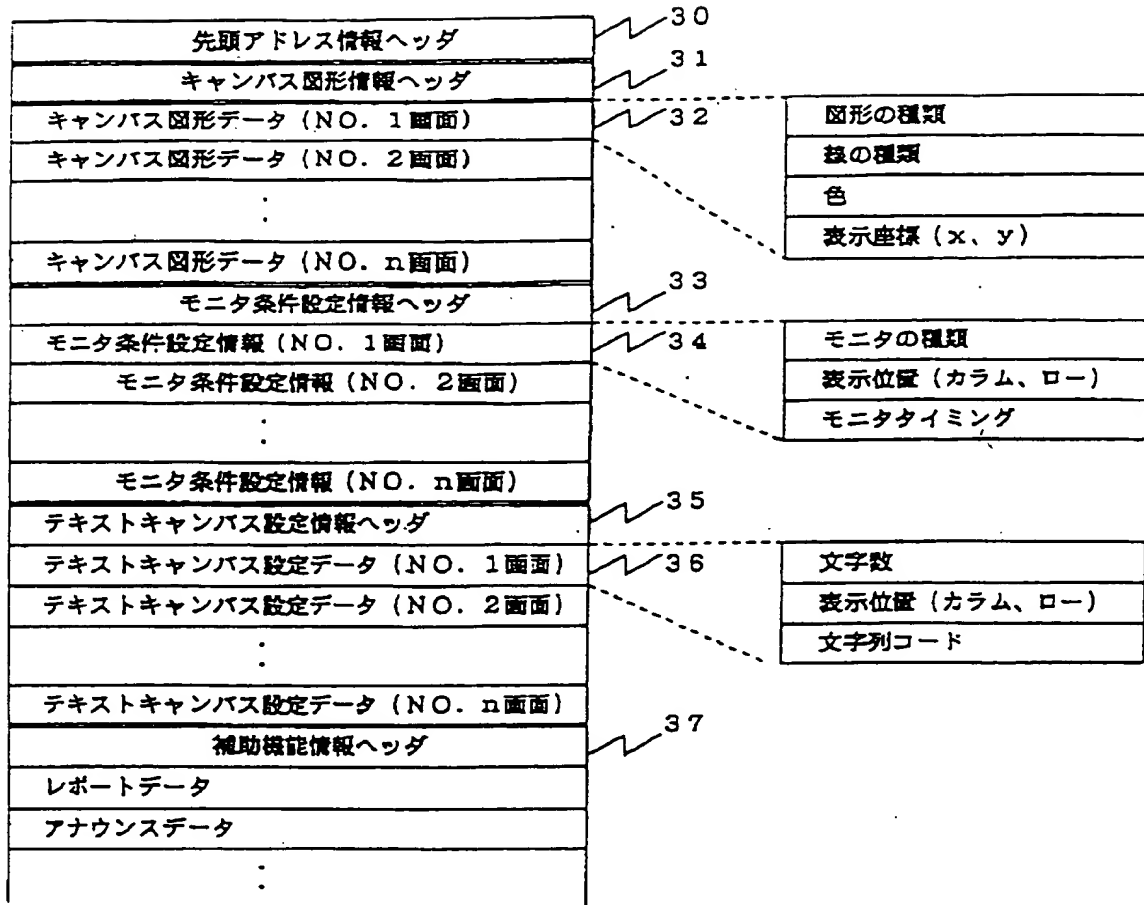 先頭アドレス情報ヘッダ
30
キャンバス図形情報ヘッダ
31
キャンバス図形データ (NO. 1画面)
32
キャンバス図形データ (NO. 2画面)
:
キャンバス図形データ (NO. n画面)
図形の種類
線の種類
色
表示座標 (x、y)
モニタ条件設定情報ヘッダ
33
モニタ条件設定情報 (NO. 1画面)
34
モニタ条件設定情報 (NO. 2画面)
:
モニタ条件設定情報 (NO. n画面)
モニタの種類
表示位置 (カラム、ロー)
モニタタイミング
テキストキャンバス設定情報ヘッダ
35
テキストキャンバス設定データ (NO. 1画面)
36
テキストキャンバス設定データ (NO. 2画面)
:
テキストキャンバス設定データ (NO. n画面)
文字数
表示位置 (カラム、ロー)
文字列コード
補助機能情報ヘッダ
37
レポートデータ
アナウンスデータ
: